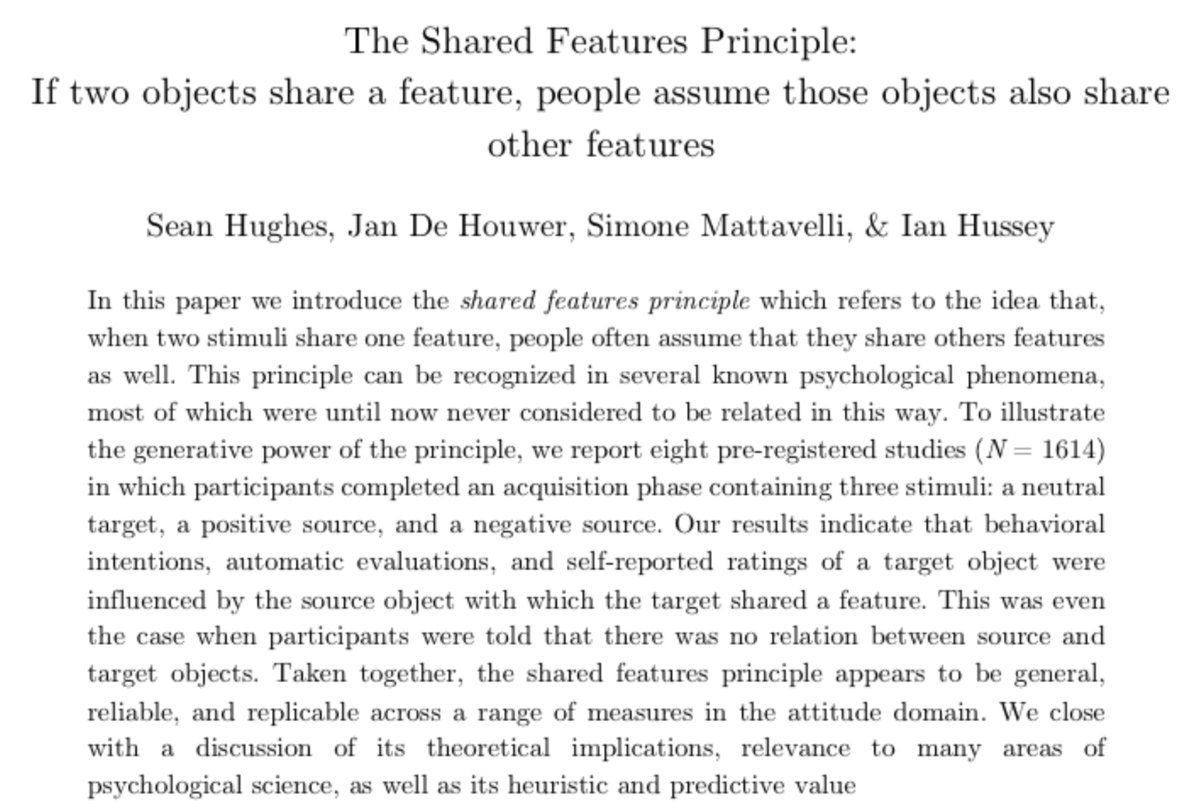 The Shared Features Principle:
If two objects share a feature, people assume those objects also share
other features
Sean Hughes, Jan De Houwer, Simone Mattavelli, & Ian Hussey
In this paper we introduce the shared features principle which refers to the idea that,
when two stimuli share one feature, people often assume that they share others features
as well. This principle can be recognized in several known psychological phenomena,
most of which were until now never considered to be related in this way. To illustrate
the generative power of the principle, we report eight pre-registered studies (N = 1614)
in which participants completed an acquisition phase containing three stimuli: a neutral
target, a positive source, and a negative source. Our results indicate that behavioral
intentions, automatic evaluations, and self-reported ratings of a target object were
influenced by the source object with which the target shared a feature. This was even
the case when participants were told that there was no relation between source and
target objects. Taken together, the shared features principle appears to be general,
reliable, and replicable across a range of measures in the attitude domain. We close
with a discussion of its theoretical implications, relevance to many areas of
psychological science, as well as its heuristic and predictive value